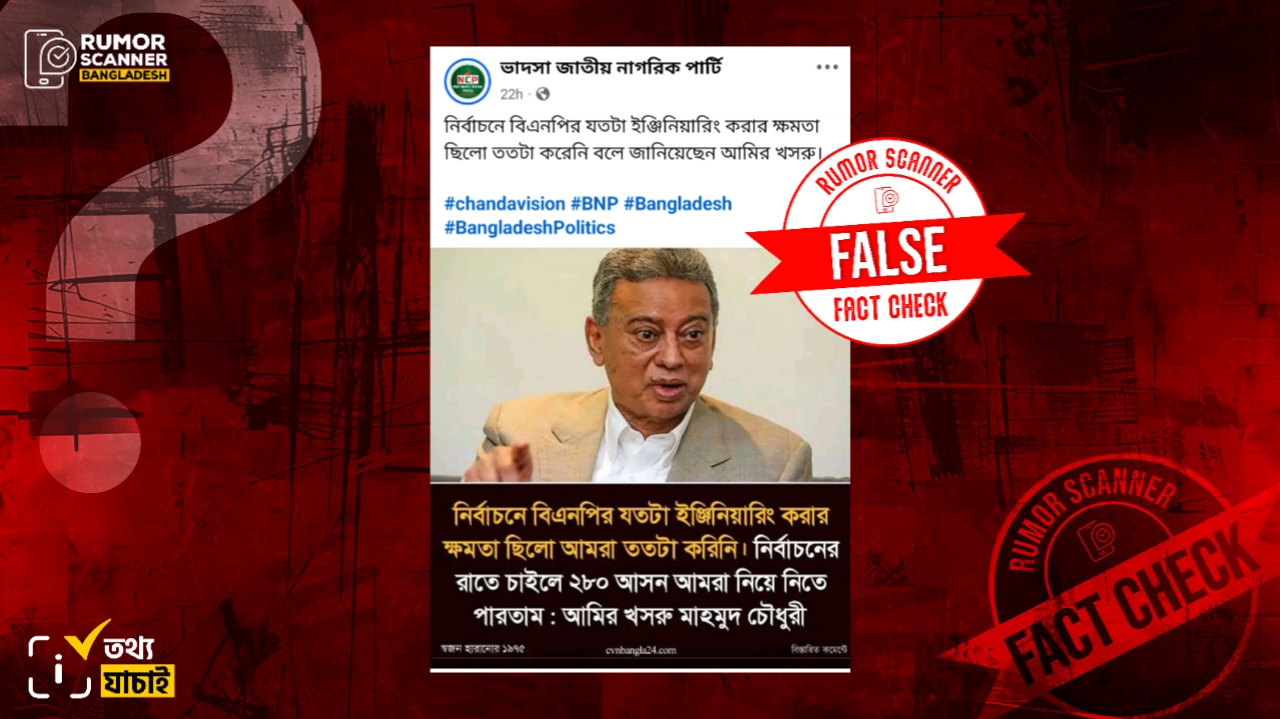 RUMOR
SCANNER
BANGLADESH
ভাদসা জাতীয় নাগরিক পার্টি
22h
NCP
নির্বাচনে বিএনপির যতটা ইঞ্জিনিয়ারিং করার ক্ষমতা
ছিলো ততটা করেনি বলে জানিয়েছেন আমির খসরু।
#chandavision #BNP #Bangladesh
#BangladeshPolitics
RUMOR SCANNER
FALSE
FACT CHECK
নির্বাচনে বিএনপির যতটা ইঞ্জিনিয়ারিং করার
ক্ষমতা ছিলো আমরা ততটা করিনি। নির্বাচনের
রাতে চাইলে ২৮০ আসন আমরা নিয়ে নিতে
পারতাম : আমির খসরু মাহমুদ চৌধুরী
স্বজন হারানোর ১৯৭৫
cvnbangla24.com
বিস্তারিত কমেন্টে
RUMOR SCANNER
FACT CHECK
তথ্য
যাচাই